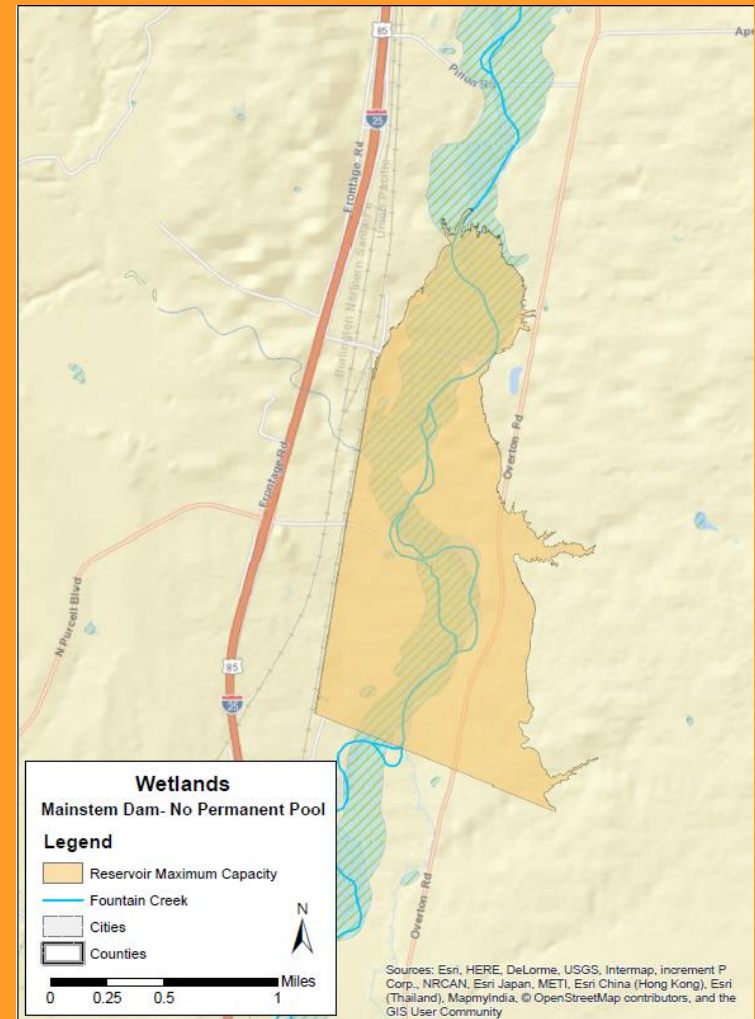 85
Pinon Rd
Ape
25
Frontage Rd
Union Pacific
Burlington Northern Santa Fe
Frontage Rd
Overton Rd
N Purcell Blvd
85
25
Overton Rd
Wetlands
Mainstem Dam- No Permanent Pool
Legend
Reservoir Maximum Capacity
Fountain Creek
Cities
Counties
N
Miles
0 0.25 0.5 1
Sources: Esri, HERE, DeLorme, USGS, Intermap, increment P
Corp., NRCAN, Esri Japan, METI, Esri China (Hong Kong), Esri
(Thailand), MapmyIndia, © OpenStreetMap contributors, and the
GIS User Community